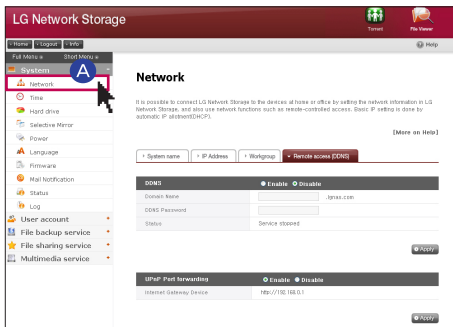 LG Network Storage
Torrent
File Viewer
Home
Logout
Info
Help
Full Menu
Short Menu
System
A
Network
Time
Hard drive
Selective Mirror
Power
Language
Firmware
Mail Notification
Status
Log
User account
File backup service
File sharing service
Multimedia service
Network
It is possible to connect LG Network Storage to the devices at home or office by setting the network information in LG
Network Storage, and also use network functions such as remote-controlled access. Basic IP setting is done by
automatic IP allotment(DHCP).
[More on Help]
System name
IP Address
Workgroup
Remote access (DDNS)
DDNS
Enable Disable
Domain Name
.lgnas.com
DDNS Password
Status
Service stopped
Apply
UPnP Port forwarding
Enable Disable
Internet Gateway Device
http://192.168.0.1
Apply